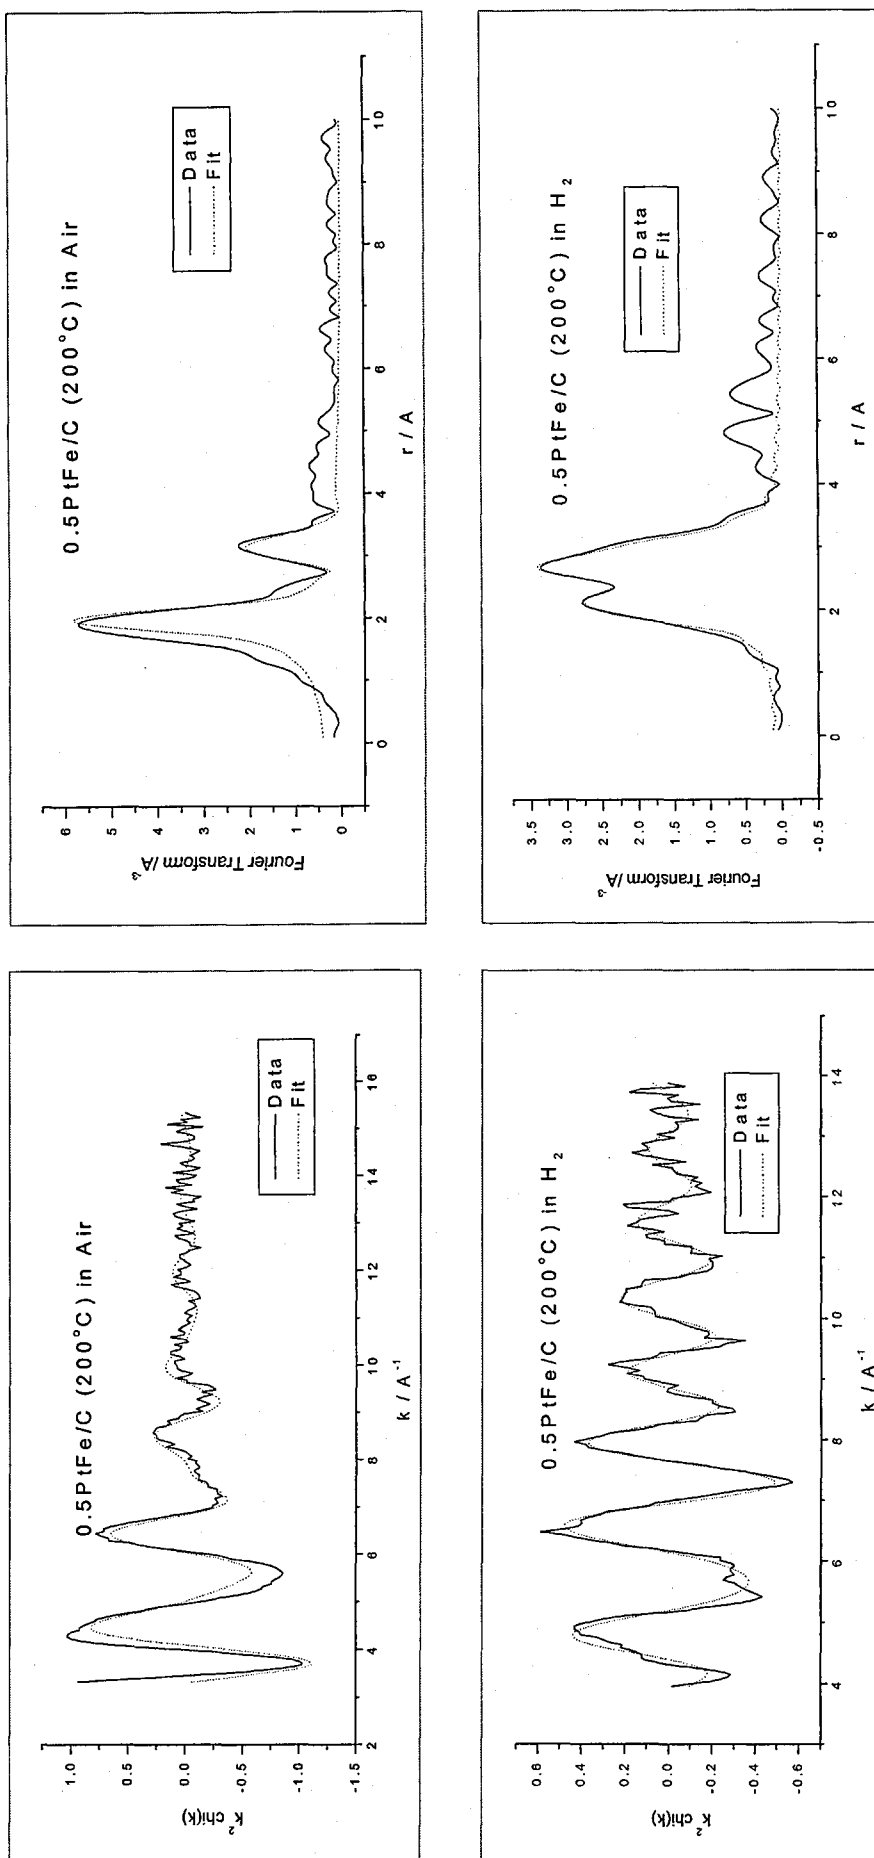 0.5PtFe/C (200°C) in Air
Data
Fit
1.0
0.5
0.0
-0.5
-1.0
-1.5
k² chi(k)
2 4 6 8 10 12 14 16
k / A⁻¹
0.5PtFe/C (200°C) in Air
Data
Fit
6
5
4
3
2
1
0
Fourier Transform /A⁻³
0 2 4 6 8 10
r / A
0.5PtFe/C (200°C) in H₂
Data
Fit
0.6
0.4
0.2
0.0
-0.2
-0.4
-0.6
k² chi(k)
4 6 8 10 12 14
k / A⁻¹
0.5PtFe/C (200°C) in H₂
Data
Fit
3.5
3.0
2.5
2.0
1.5
1.0
0.5
0.0
-0.5
Fourier Transform /A⁻³
0 2 4 6 8 10
r / A